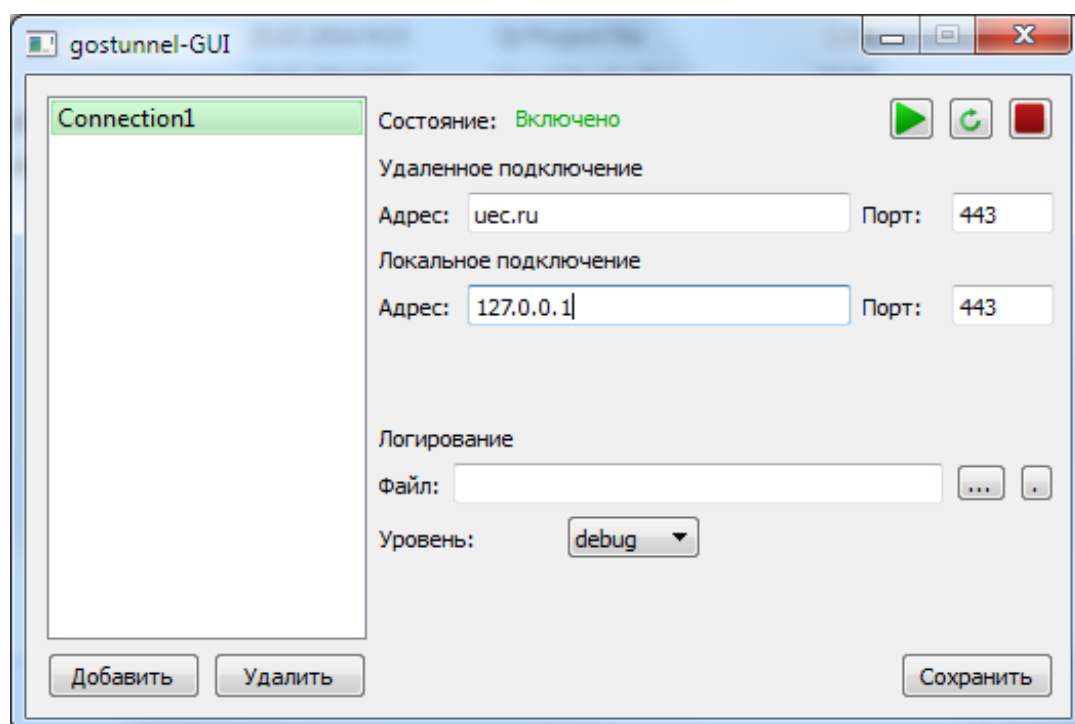 gostunnel-GUI
Connection1
Состояние: Включено
Удаленное подключение
Адрес: uec.ru Порт: 443
Локальное подключение
Адрес: 127.0.0.1 Порт: 443
Логирование
Файл: ... .
Уровень: debug
Добавить Удалить Сохранить